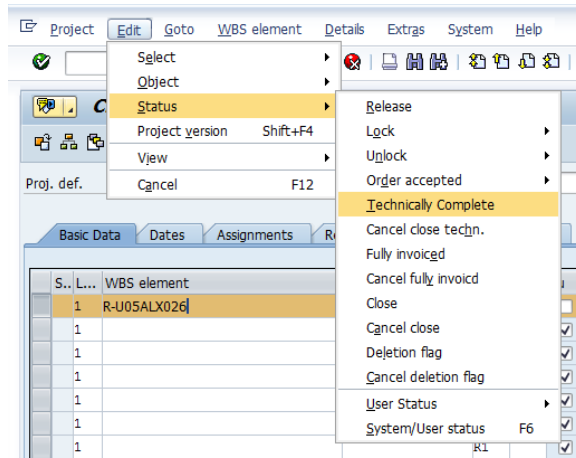 Project Edit Goto WBS element Details Extras System Help
Select
Object
Status
Project version Shift+F4
View
Cancel F12
Release
Lock
Unlock
Order accepted
Technically Complete
Cancel close techn.
Fully invoiced
Cancel fully invoicd
Close
Cancel close
Deletion flag
Cancel deletion flag
User Status
System/User status F6
C
Proj. def.
Basic Data Dates Assignments R
S.. L... WBS element
1 R-U05ALX026
1
1
1
1
1
1 R1